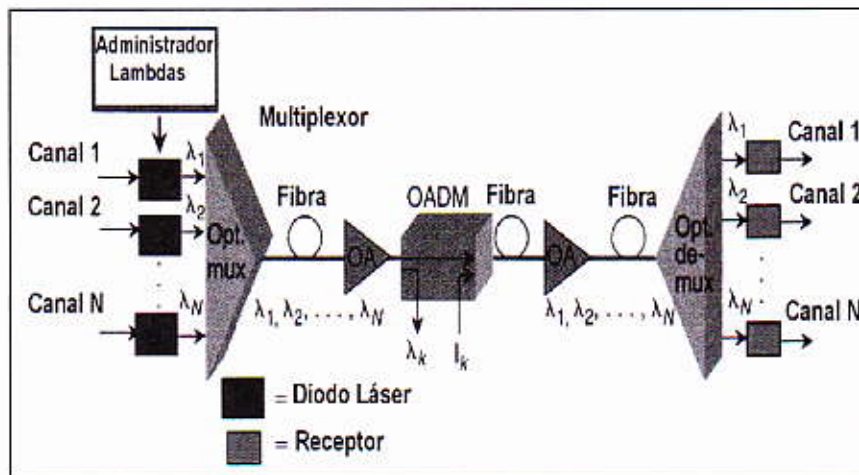 Administrador
Lambdas
Multiplexor
Canal 1
λ1
Canal 2
λ2
Canal N
λN
Opt.
mux
Fibra
OA
OADM
Fibra
OA
Fibra
λ1, λ2, . . . , λN
λk
Ik
λ1, λ2, . . . , λN
Opt.
de-
mux
λ1
Canal 1
λ2
Canal 2
λN
Canal N
= Diodo Láser
= Receptor